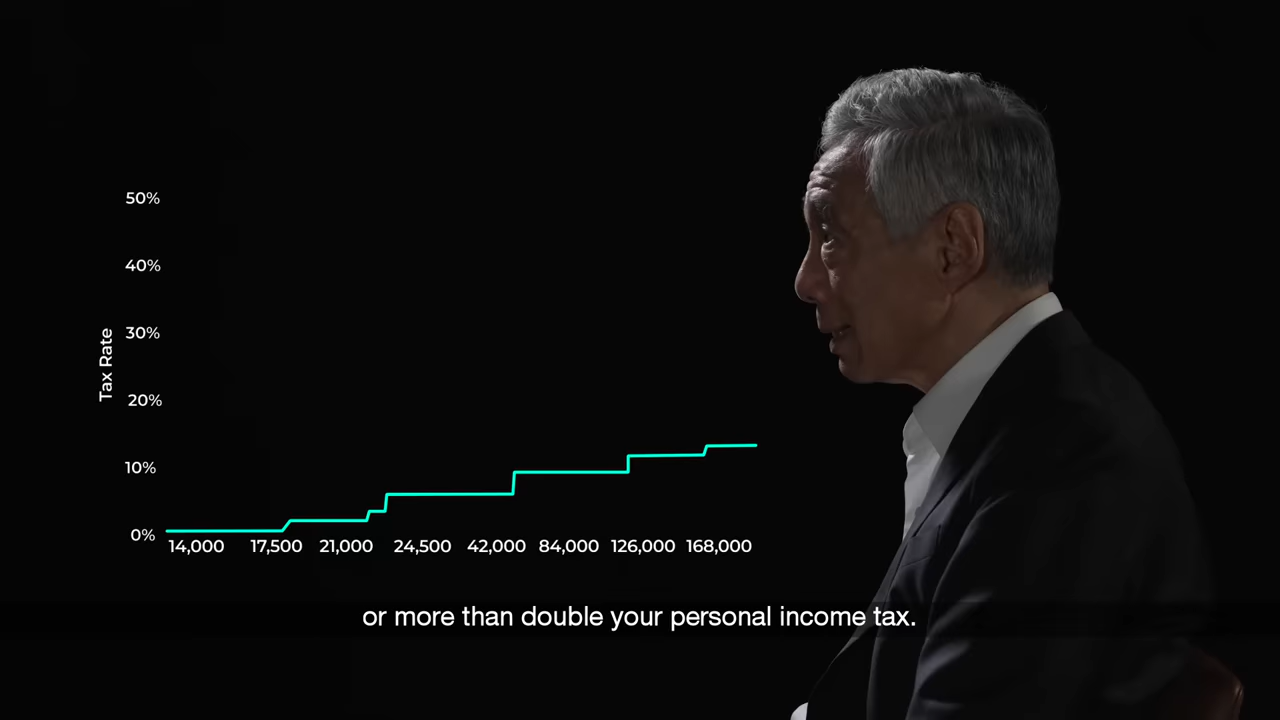 50%
40%
30%
20%
10%
0%
Tax Rate
14,000 17,500 21,000 24,500 42,000 84,000 126,000 168,000
or more than double your personal income tax.